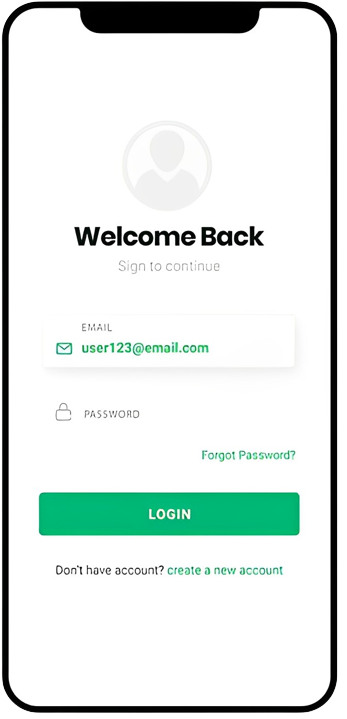 Welcome Back
Sign to continue
EMAIL
user123@email.com
PASSWORD
Forgot Password?
LOGIN
Don't have account? create a new account